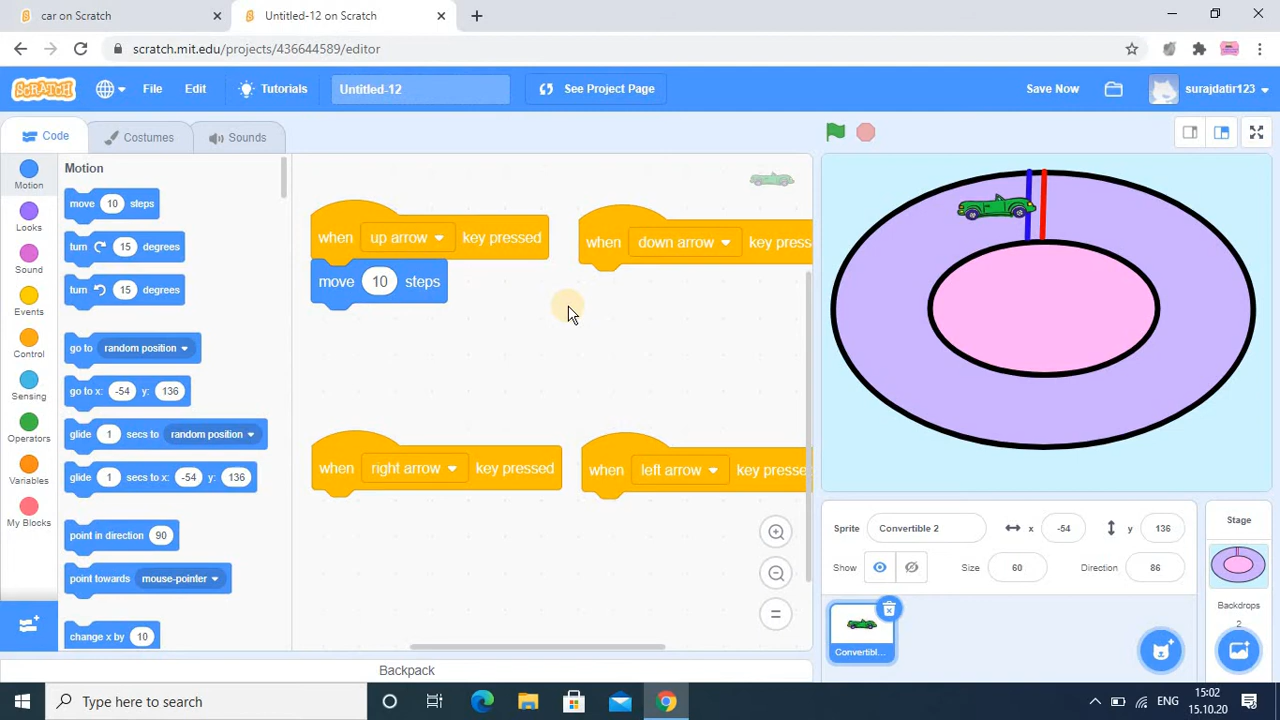 car on Scratch
Untitled-12 on Scratch
scratch.mit.edu/projects/436644589/editor
SCRATCH
File
Edit
Tutorials
Untitled-12
See Project Page
Save Now
surajdatir123
Code
Costumes
Sounds
Motion
Looks
Sound
Events
Control
Sensing
Operators
Variables
My Blocks
Motion
move 10 steps
turn 15 degrees
turn 15 degrees
go to random position
go to x: -54 y: 136
glide 1 secs to random position
glide 1 secs to x: -54 y: 136
point in direction 90
point towards mouse-pointer
change x by 10
when up arrow key pressed
move 10 steps
when down arrow key press
when right arrow key pressed
when left arrow key presse
Backpack
Sprite Convertible 2 x -54 y 136
Show Size 60 Direction 86
Convertibl...
Stage
Backdrops
2
Type here to search
ENG
15:02
15.10.20